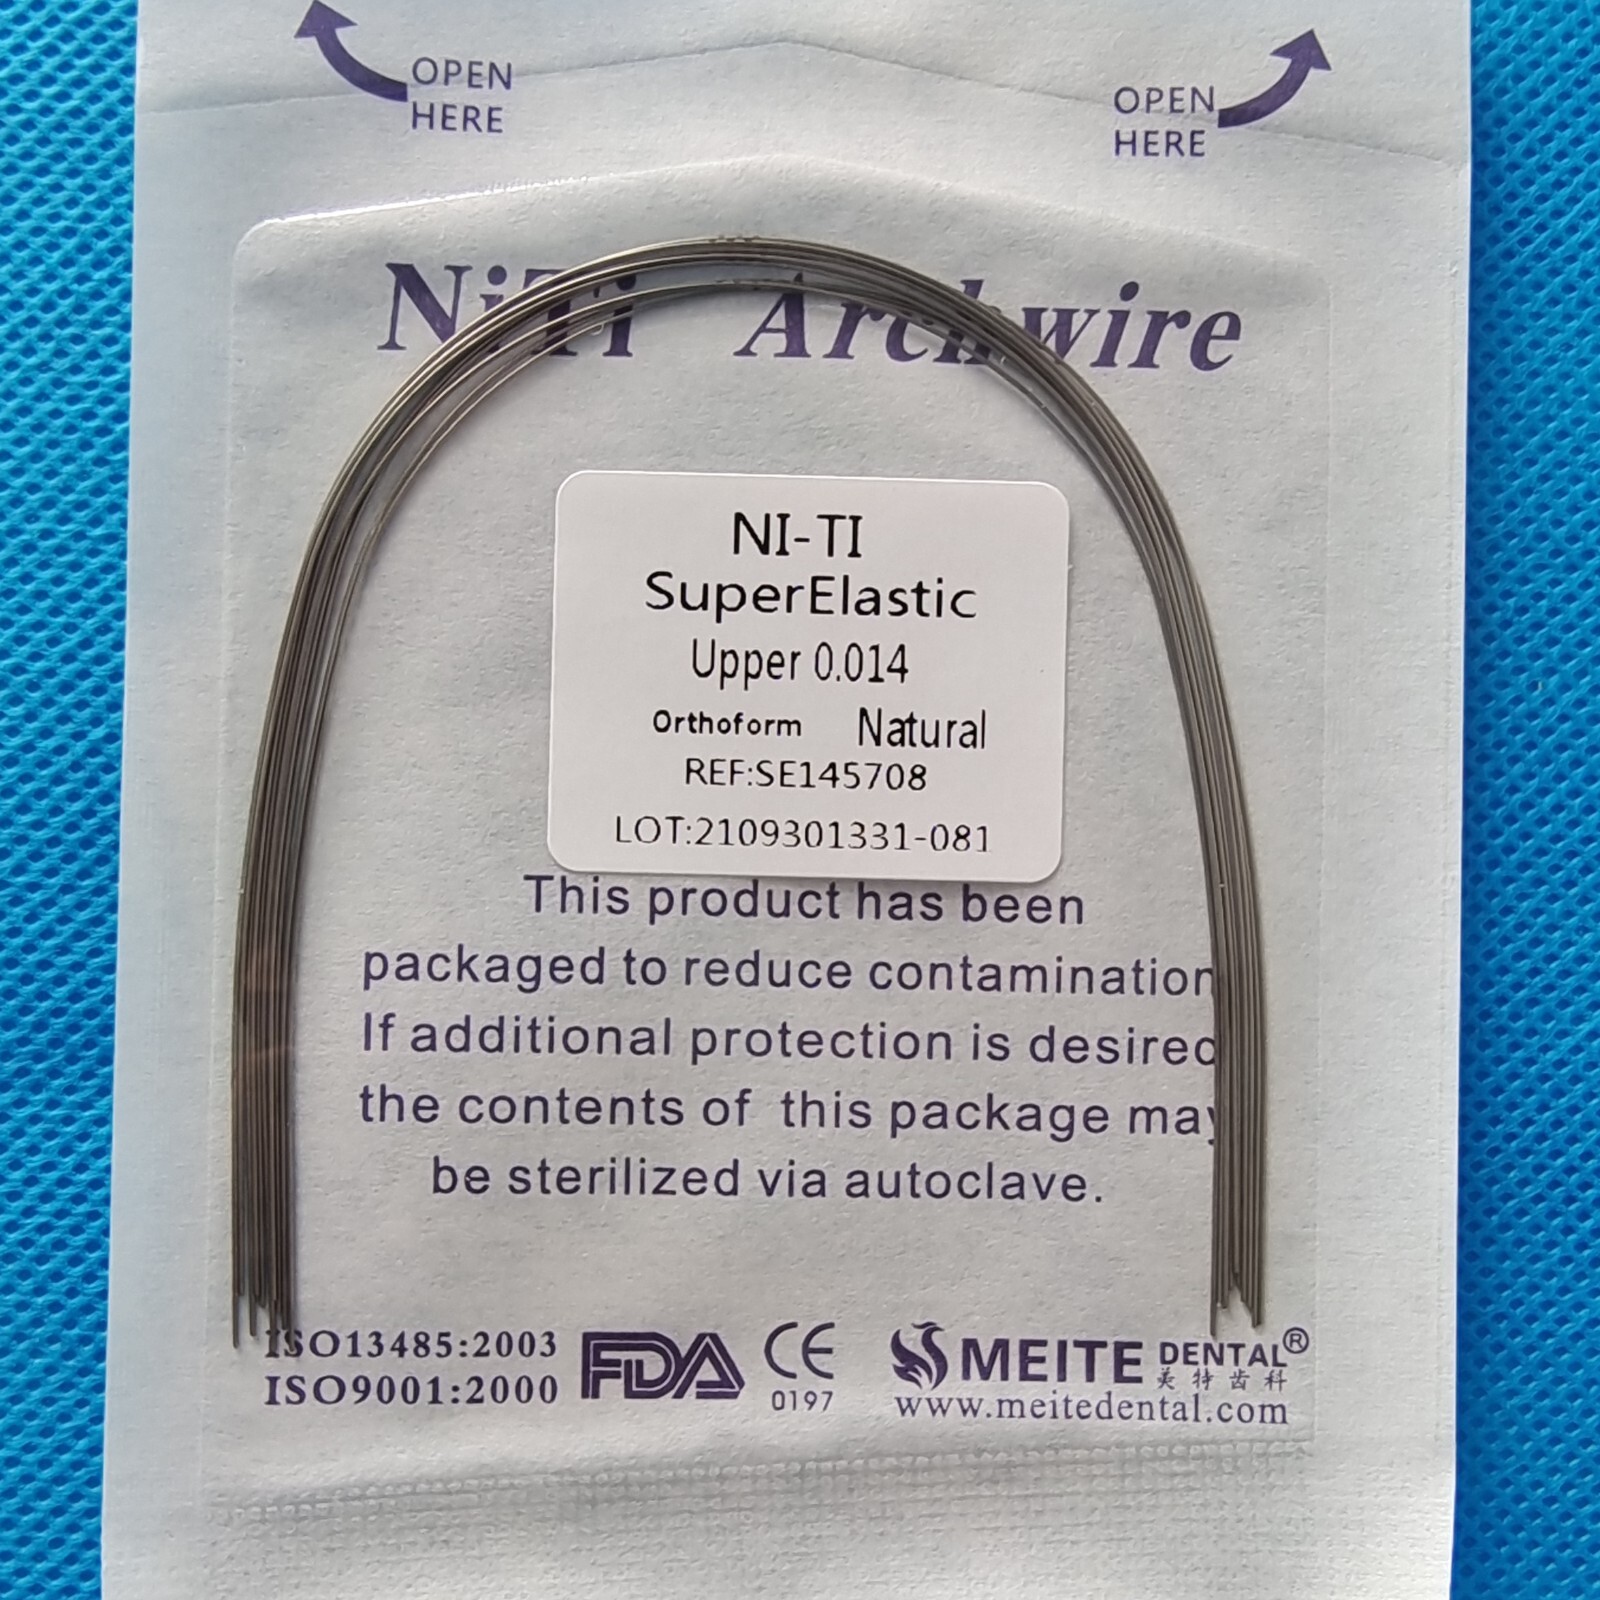 OPEN
HERE
OPEN
HERE
NiTi Archwire
NI-TI
SuperElastic
Upper 0.014
Orthoform Natural
REF:SE145708
LOT:2109301331-081
This product has been
packaged to reduce contamination
If additional protection is desired
the contents of this package may
be sterilized via autoclave.
ISO13485:2003
ISO9001:2000
FDA
CE
0197
MEITE DENTAL®
美特齿科
www.meitedental.com